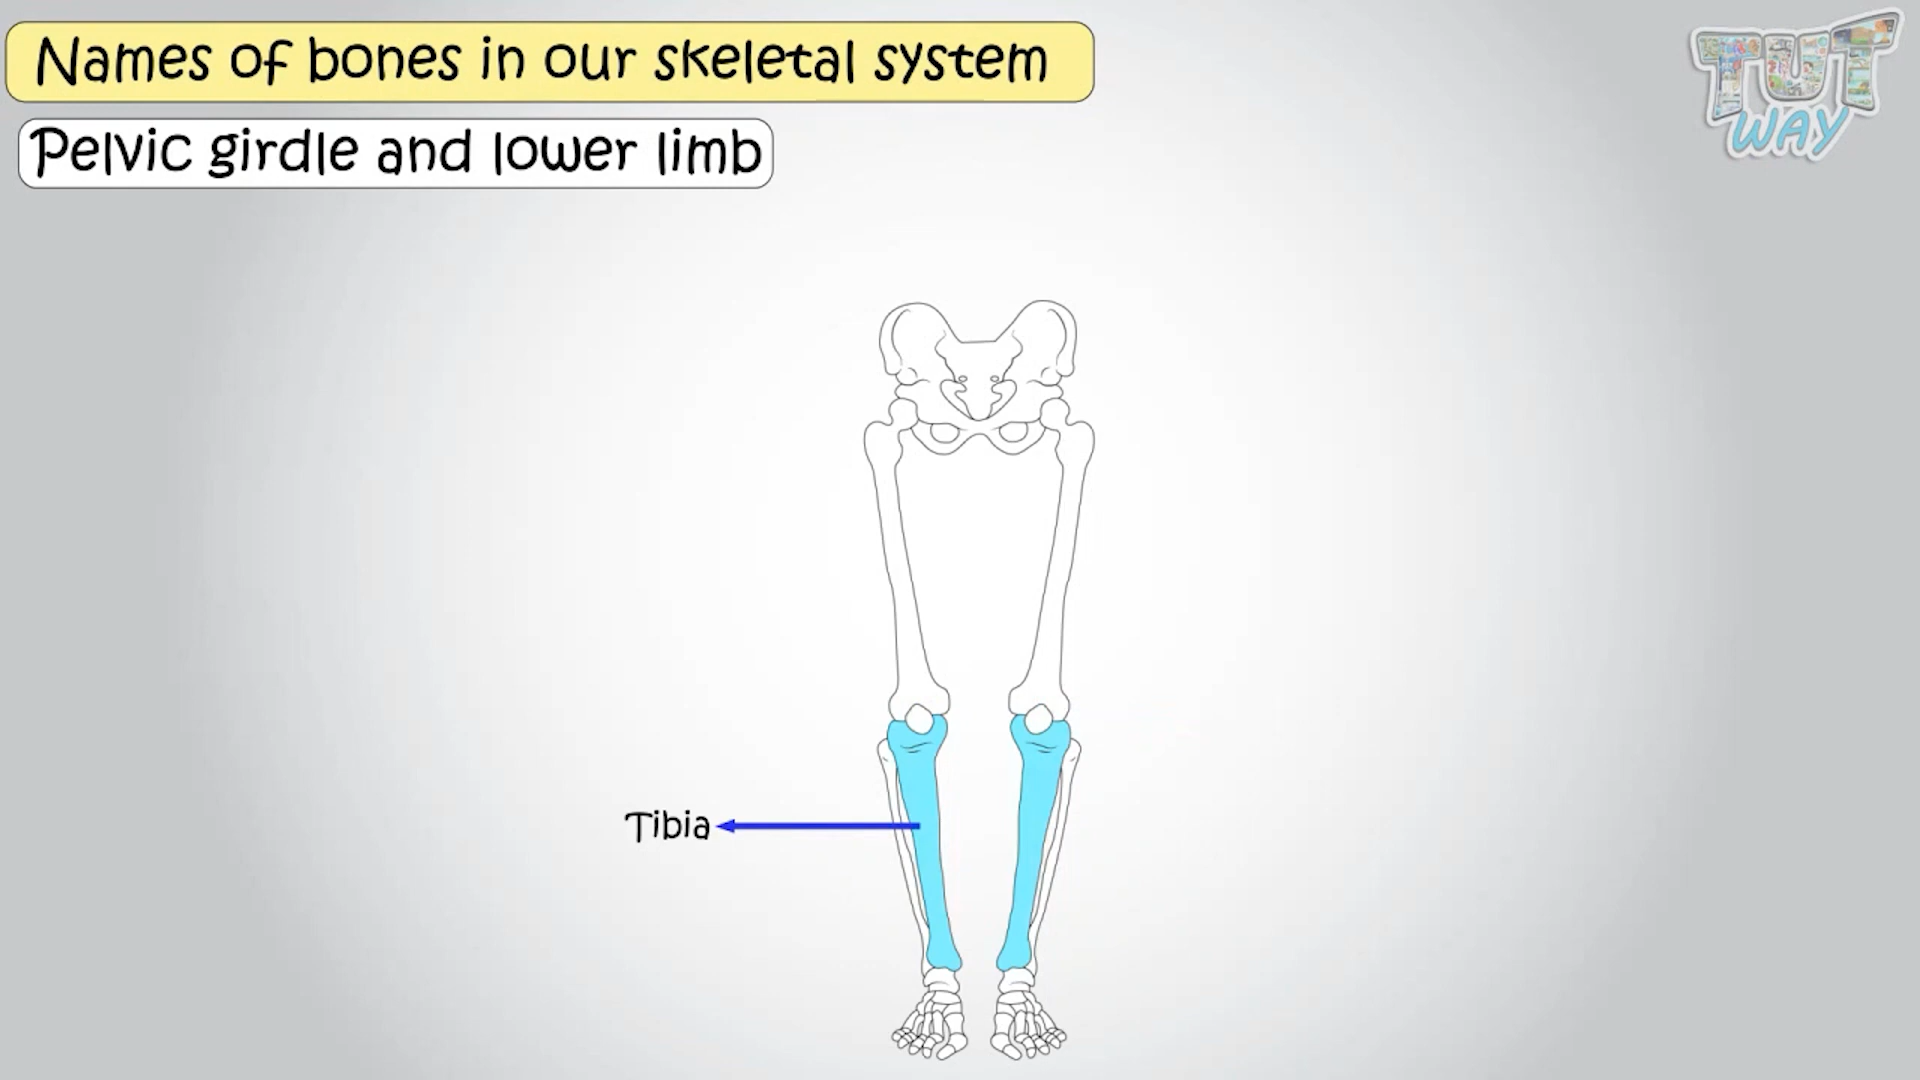 Names of bones in our skeletal system
TUT
WAY
Pelvic girdle and lower limb
Tibia